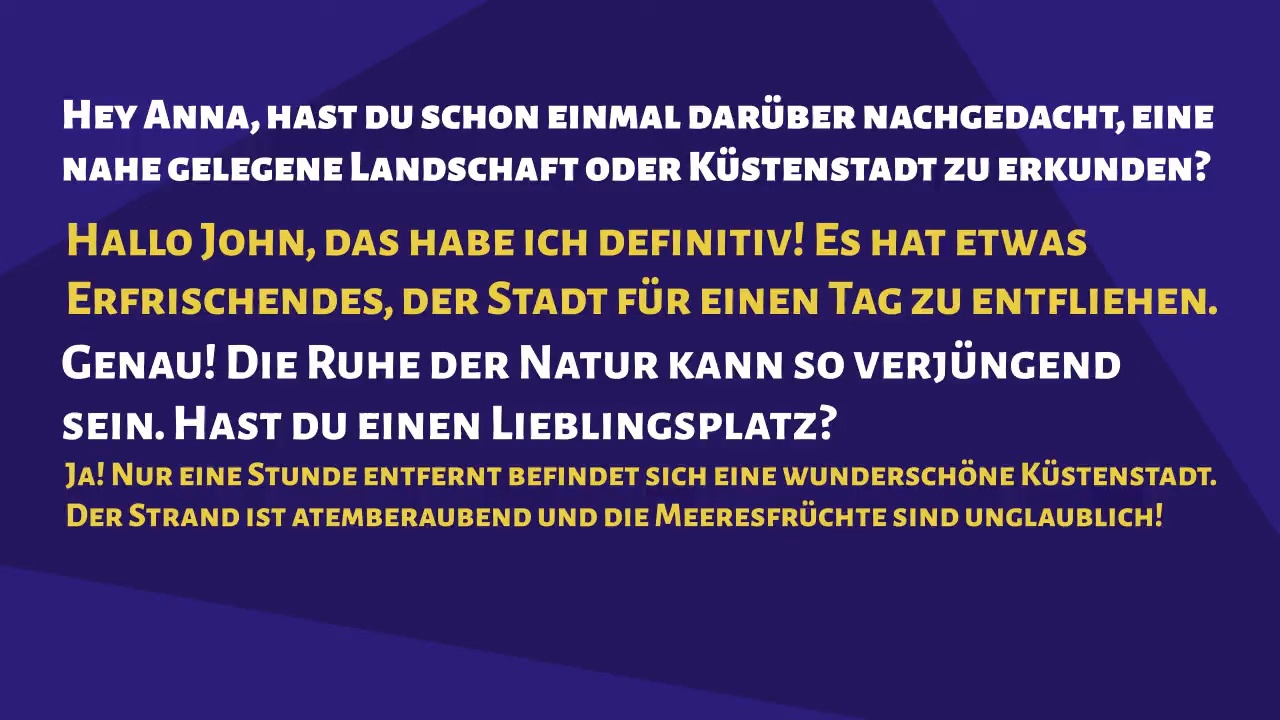 Hey Anna, hast du schon einmal darüber nachgedacht, eine
nahe gelegene Landschaft oder Küstenstadt zu erkunden?
Hallo John, das habe ich definitiv! Es hat etwas
Erfrischendes, der Stadt für einen Tag zu entfliehen.
Genau! Die Ruhe der Natur kann so verjüngend
sein. Hast du einen Lieblingsplatz?
Ja! Nur eine Stunde entfernt befindet sich eine wunderschöne Küstenstadt.
Der Strand ist atemberaubend und die Meeresfrüchte sind unglaublich!